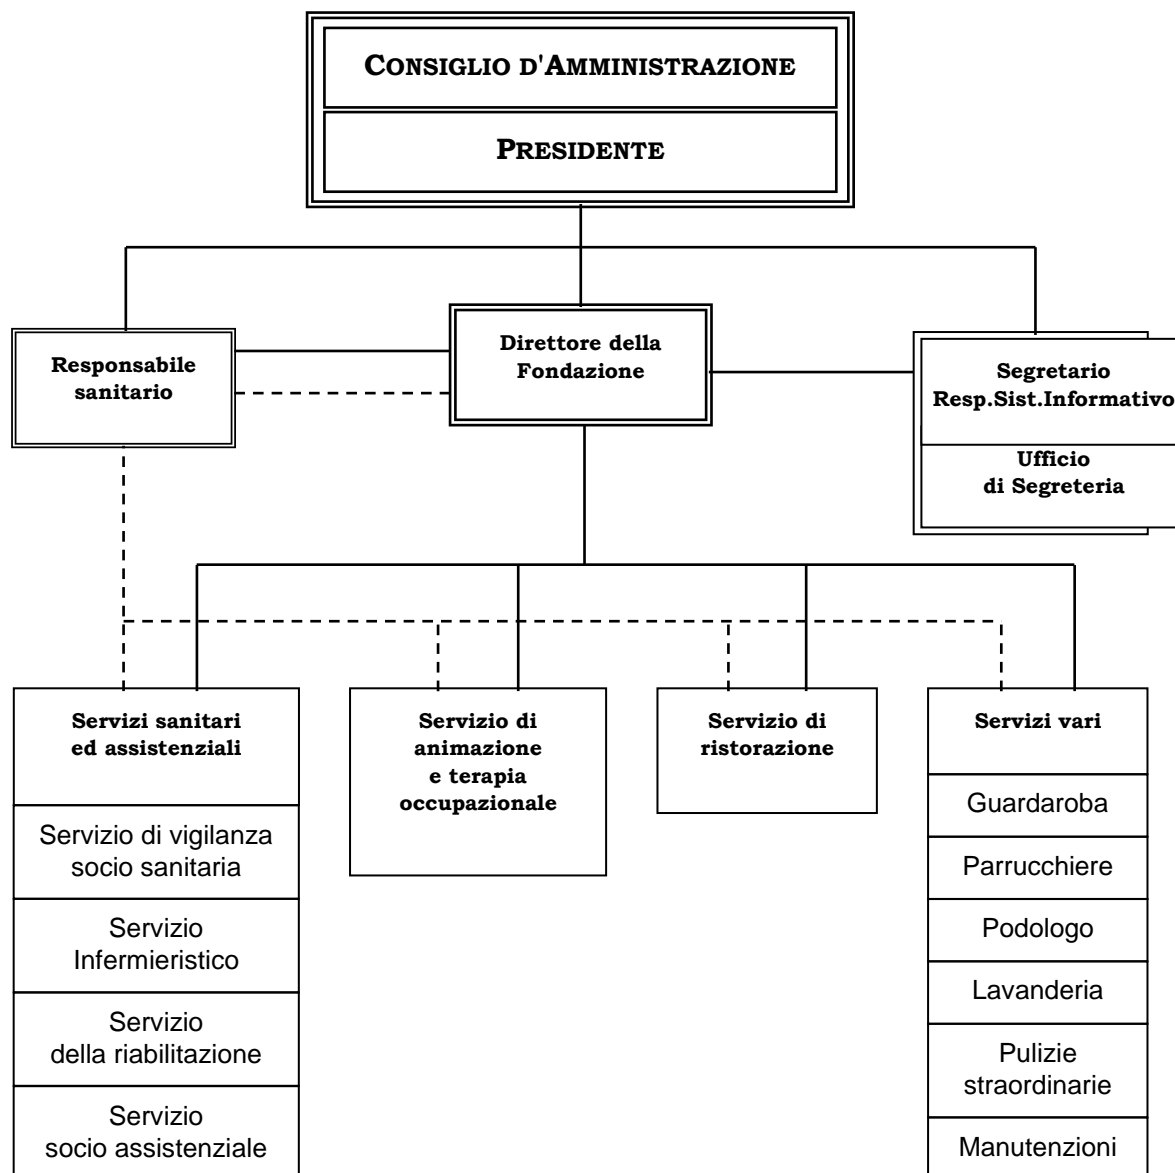 CONSIGLIO D'AMMINISTRAZIONE
PRESIDENTE
Responsabile
sanitario
Direttore della
Fondazione
Segretario
Resp.Sist.Informativo
Ufficio
di Segreteria
Servizi sanitari
ed assistenziali
Servizio di vigilanza
socio sanitaria
Servizio
Infermieristico
Servizio
della riabilitazione
Servizio
socio assistenziale
Servizio di
animazione
e terapia
occupazionale
Servizio di
ristorazione
Servizi vari
Guardaroba
Parrucchiere
Podologo
Lavanderia
Pulizie
straordinarie
Manutenzioni